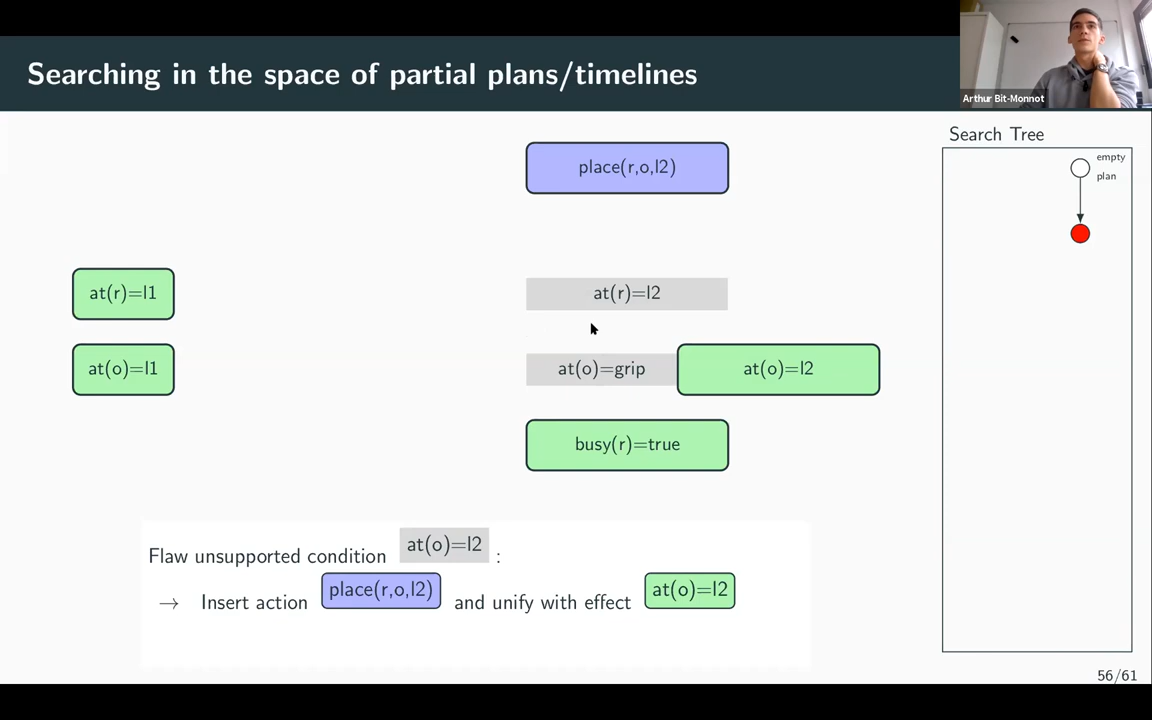 Searching in the space of partial plans/timelines
Arthur Bit-Monnot
Search Tree
empty
plan
place(r,o,l2)
at(r)=l1
at(r)=l2
at(o)=l1
at(o)=grip
at(o)=l2
busy(r)=true
Flaw unsupported condition at(o)=l2 :
→ Insert action place(r,o,l2) and unify with effect at(o)=l2
56/61